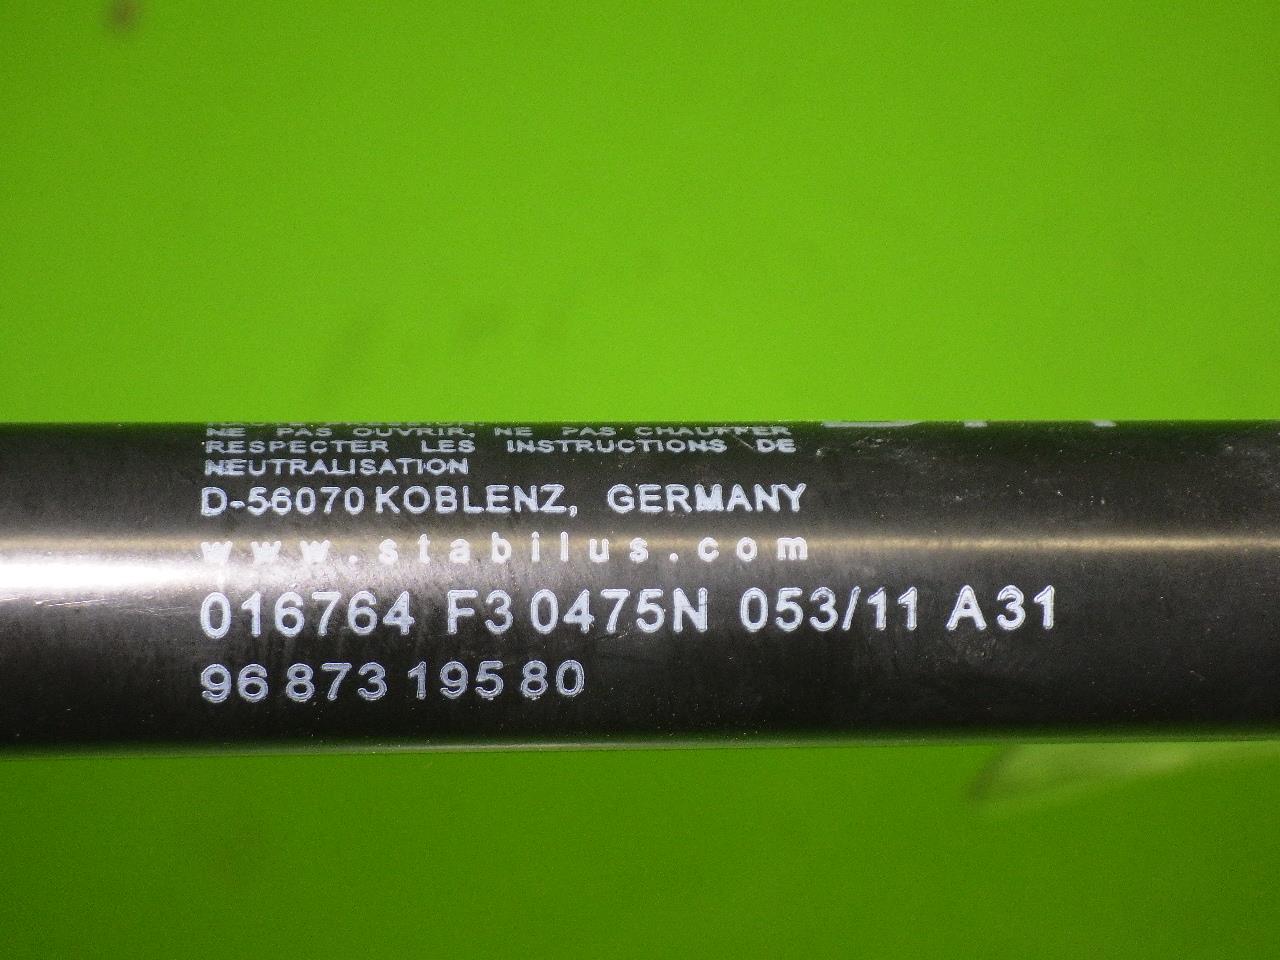 NE PAS OUVRIR, NE PAS CHAUFFER
RESPECTER LES INSTRUCTIONS DE
NEUTRALISATION
D-56070 KOBLENZ, GERMANY
www.stabilus.com
016764 F3 0475N 053/11 A31
96 873 195 80